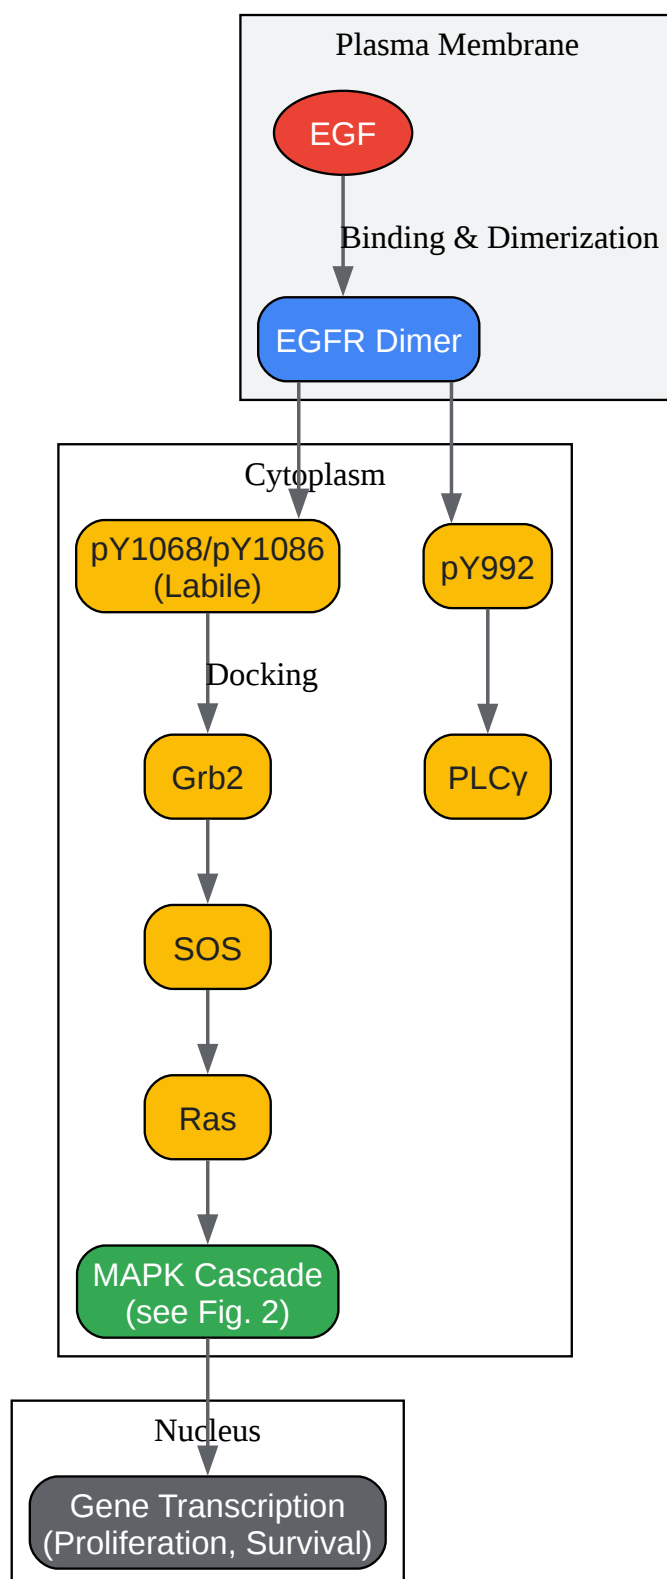 Plasma Membrane
EGF
Binding & Dimerization
EGFR Dimer
Cytoplasm
pY1068/pY1086
(Labile)
pY992
Docking
Grb2
PLCγ
SOS
Ras
MAPK Cascade
(see Fig. 2)
Nucleus
Gene Transcription
(Proliferation, Survival)